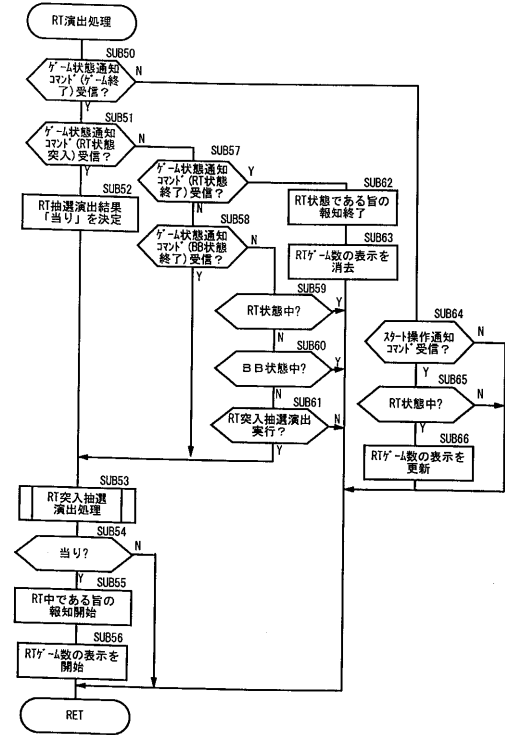 RT演出処理
SUB50
ゲーム状態通知
コマンド(ゲーム終
了)受信?
N
Y
SUB51
ゲーム状態通知
コマンド(RT状態
突入)受信?
N
Y
SUB52
RT抽選演出結果
「当り」を決定
SUB57
ゲーム状態通知
コマンド(RT状態
終了)受信?
Y
N
SUB58
ゲーム状態通知
コマンド(BB状態
終了)受信?
N
Y
SUB62
RT状態である旨の
報知終了
SUB63
RTゲーム数の表示を
消去
SUB59
RT状態中?
Y
N
SUB60
BB状態中?
Y
N
SUB61
RT突入抽選演出
実行?
N
Y
SUB64
スタート操作通知
コマンド受信?
N
Y
SUB65
RT状態中?
N
Y
SUB66
RTゲーム数の表示を
更新
SUB53
RT突入抽選
演出処理
SUB54
当り?
N
Y
SUB55
RT中である旨の
報知開始
SUB56
RTゲーム数の表示を
開始
RET